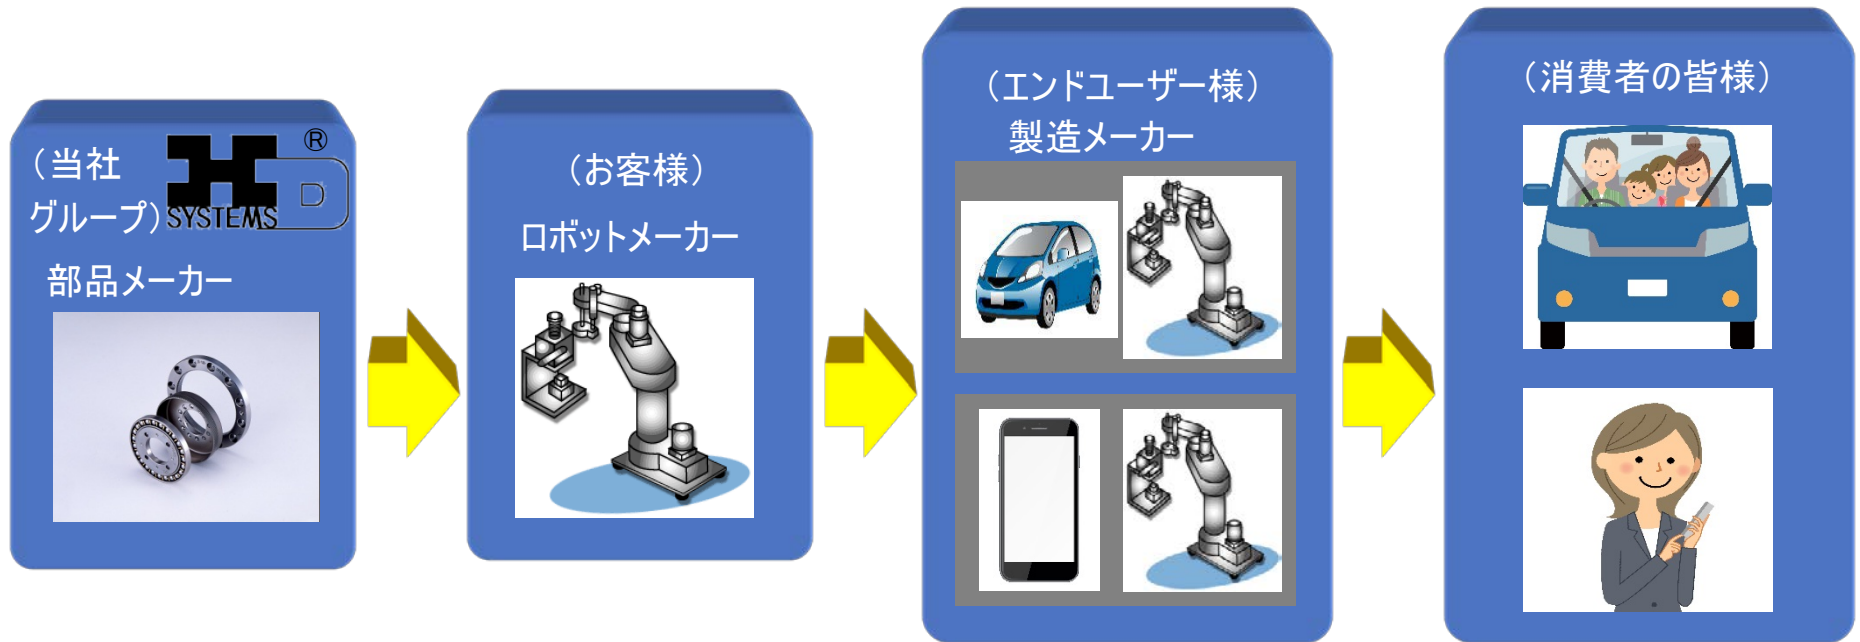 （当社
グループ）
HD
SYSTEMS
®
部品メーカー
（お客様）
ロボットメーカー
（エンドユーザー様）
製造メーカー
（消費者の皆様）